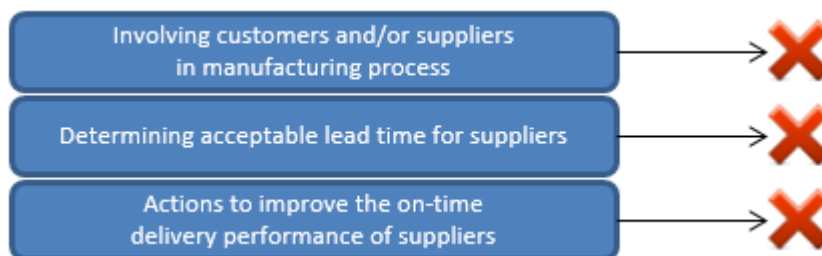 Involving customers and/or suppliers
in manufacturing process
Determining acceptable lead time for suppliers
Actions to improve the on-time
delivery performance of suppliers